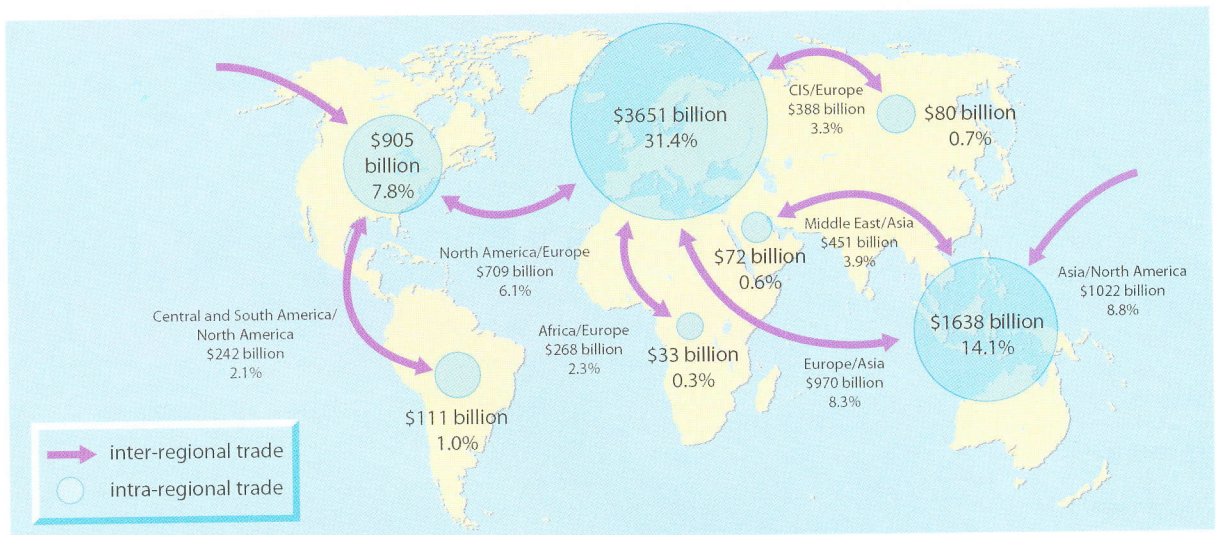 CIS/Europe
$388 billion
3.3%
$3651 billion
31.4%
$80 billion
0.7%
$905
billion
7.8%
North America/Europe
$709 billion
6.1%
Middle East/Asia
$451 billion
3.9%
$72 billion
0.6%
Asia/North America
$1022 billion
8.8%
Central and South America/
North America
$242 billion
2.1%
Africa/Europe
$268 billion
2.3%
$33 billion
0.3%
Europe/Asia
$970 billion
8.3%
$1638 billion
14.1%
$111 billion
1.0%
inter-regional trade
intra-regional trade